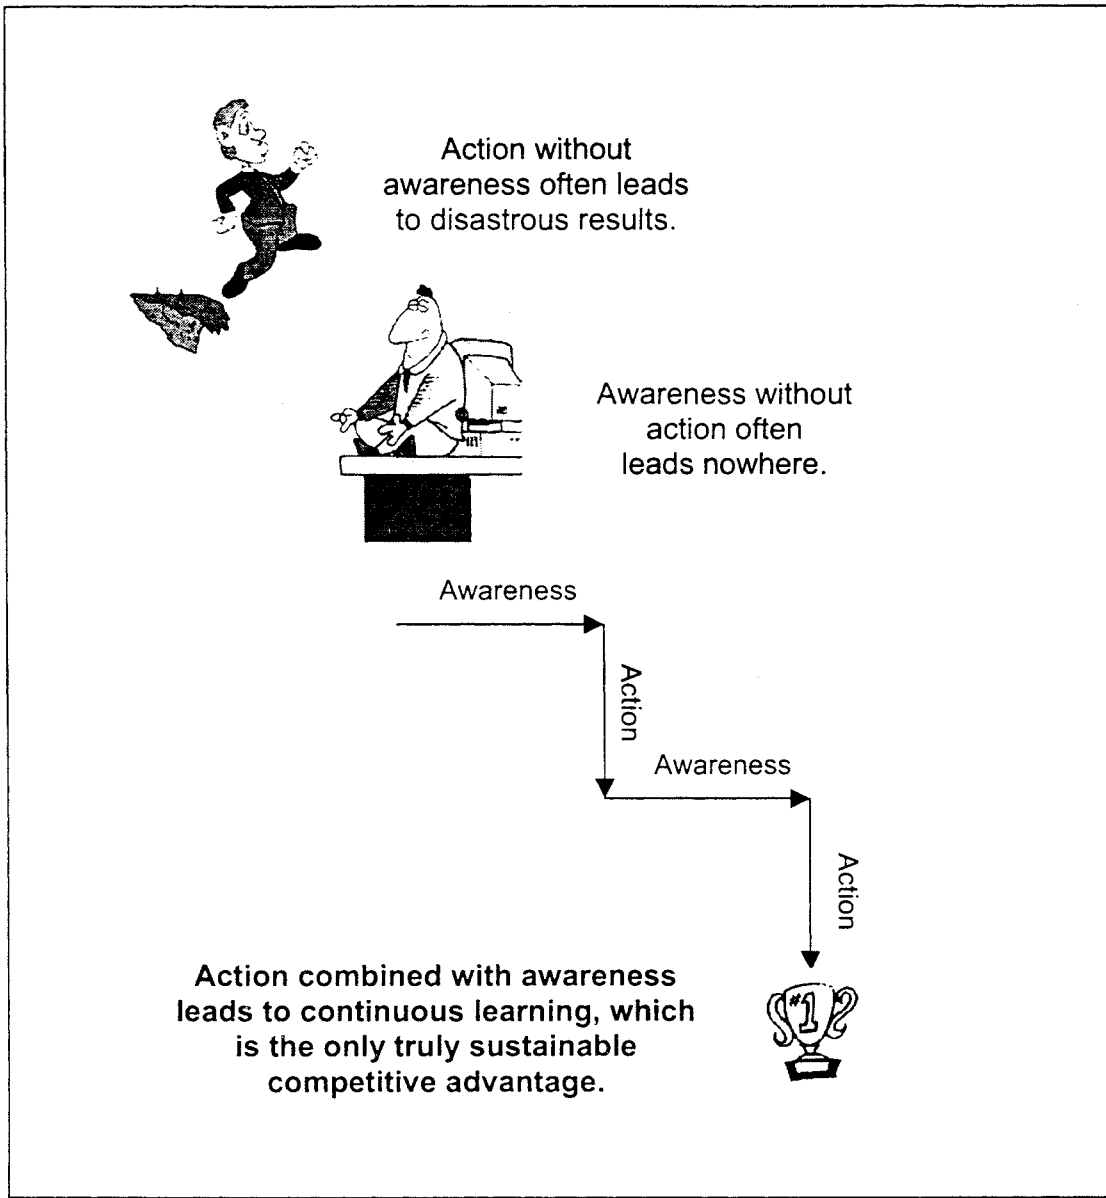 Action without
awareness often leads
to disastrous results.
Awareness without
action often
leads nowhere.
Awareness
Action
Awareness
Action
#1
Action combined with awareness
leads to continuous learning, which
is the only truly sustainable
competitive advantage.